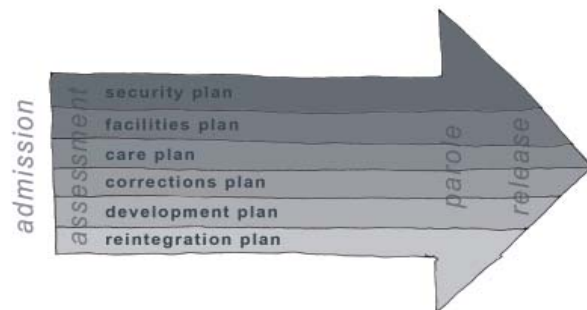 admission
assessment
security plan
facilities plan
care plan
corrections plan
development plan
reintegration plan
parole
release